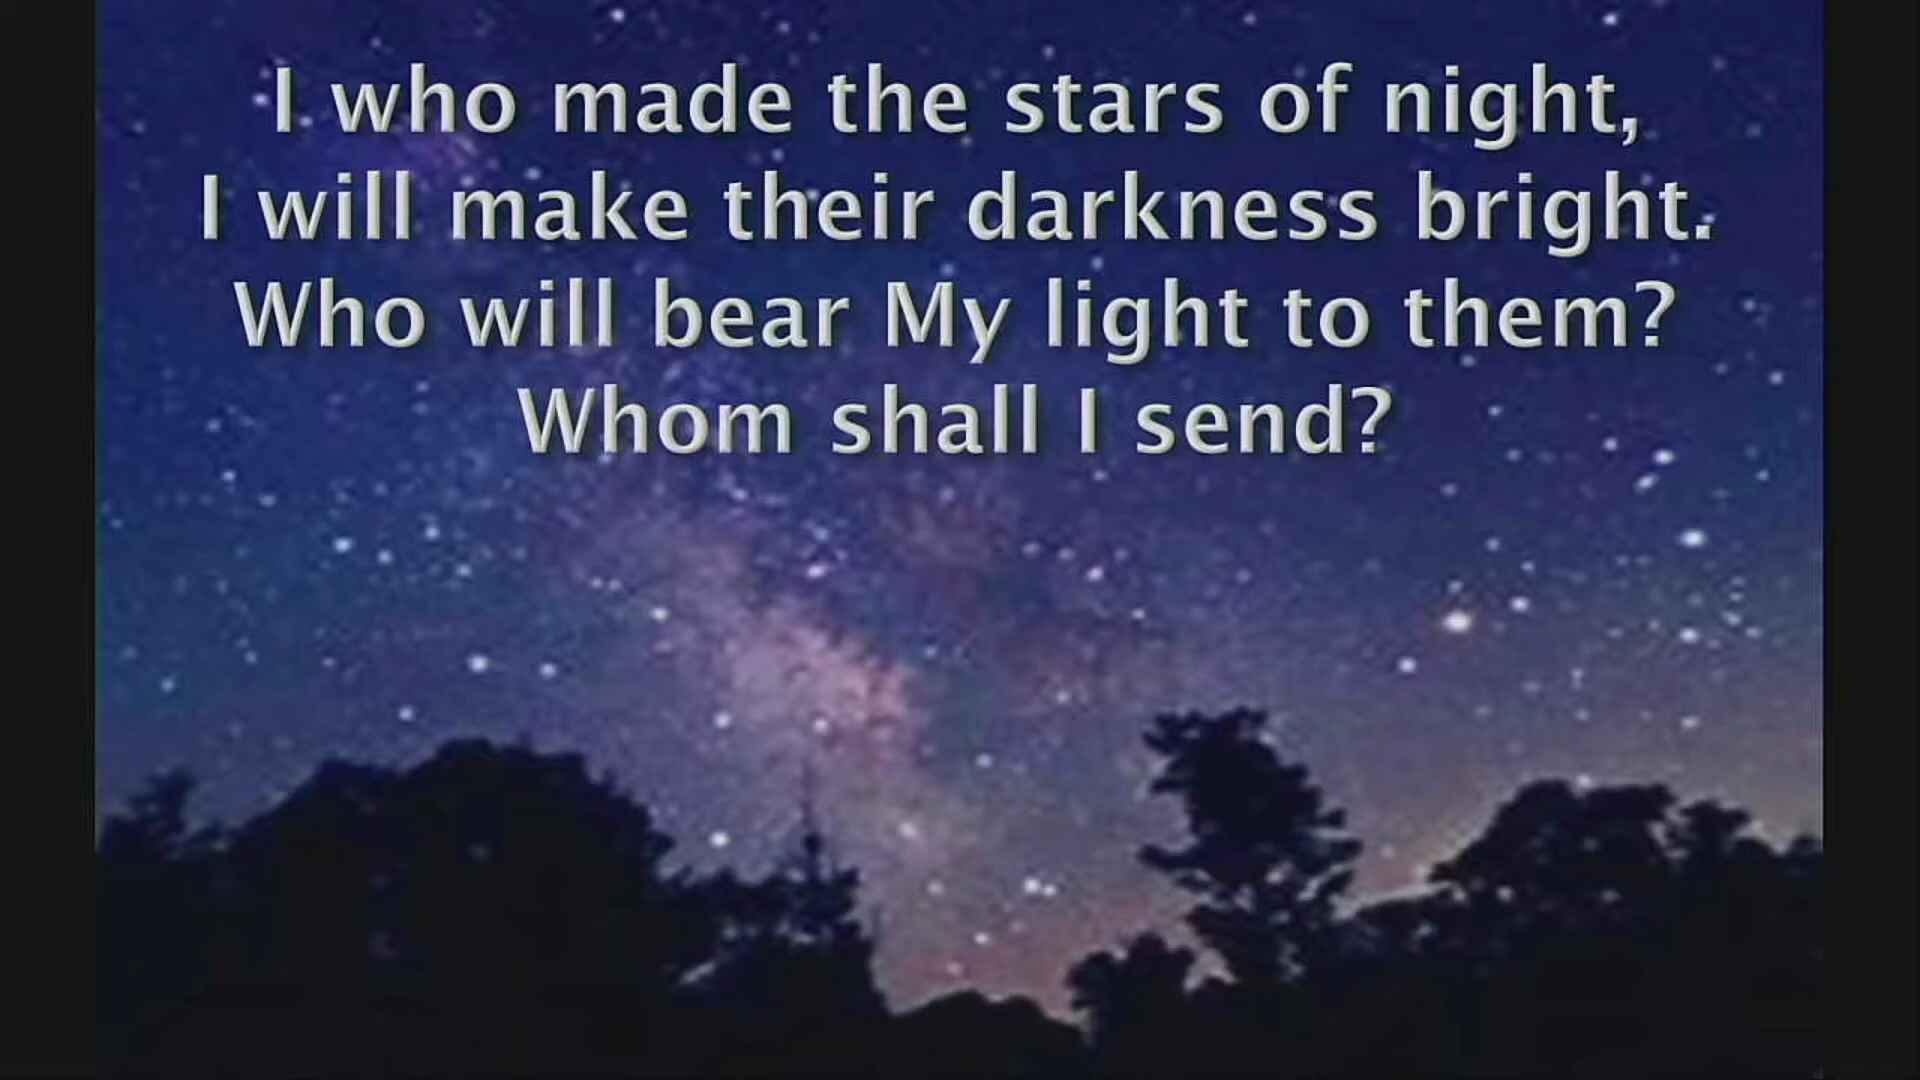 I who made the stars of night,
I will make their darkness bright.
Who will bear My light to them?
Whom shall I send?